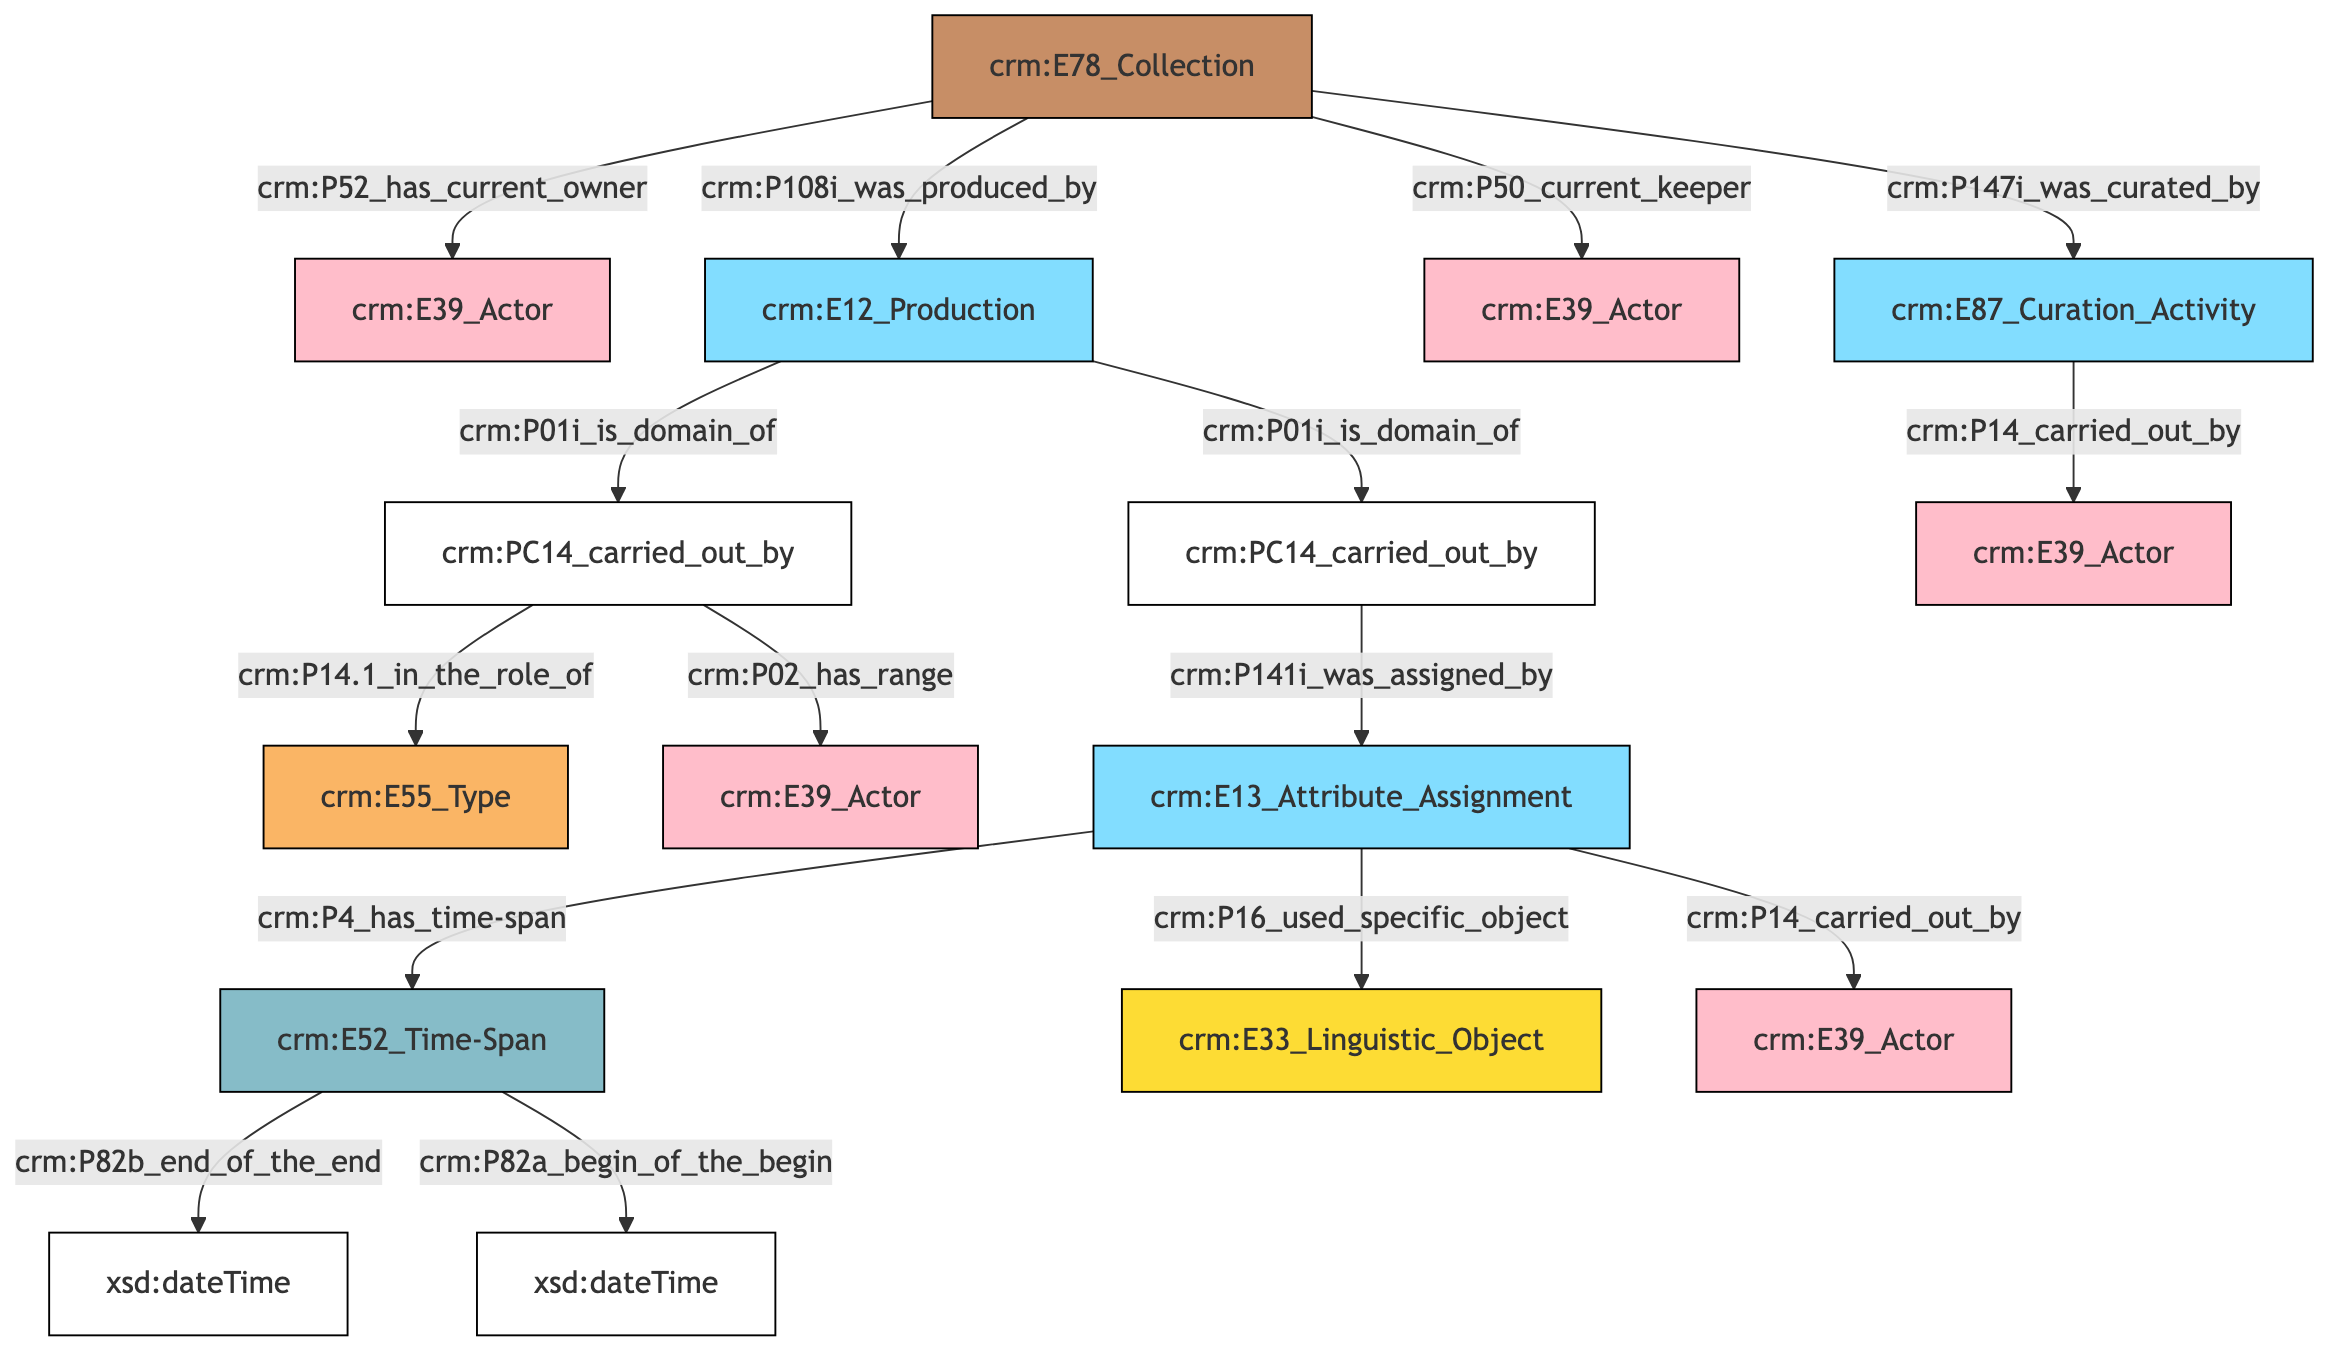 crm:E78_Collection
crm:P52_has_current_owner
crm:P108i_was_produced_by
crm:P50_current_keeper
crm:P147i_was_curated_by
crm:E39_Actor
crm:E12_Production
crm:E39_Actor
crm:E87_Curation_Activity
crm:P01i_is_domain_of
crm:P01i_is_domain_of
crm:P14_carried_out_by
crm:PC14_carried_out_by
crm:PC14_carried_out_by
crm:E39_Actor
crm:P14.1_in_the_role_of
crm:P02_has_range
crm:P141i_was_assigned_by
crm:E55_Type
crm:E39_Actor
crm:E13_Attribute_Assignment
crm:P4_has_time-span
crm:P16_used_specific_object
crm:P14_carried_out_by
crm:E52_Time-Span
crm:E33_Linguistic_Object
crm:E39_Actor
crm:P82b_end_of_the_end
crm:P82a_begin_of_the_begin
xsd:dateTime
xsd:dateTime